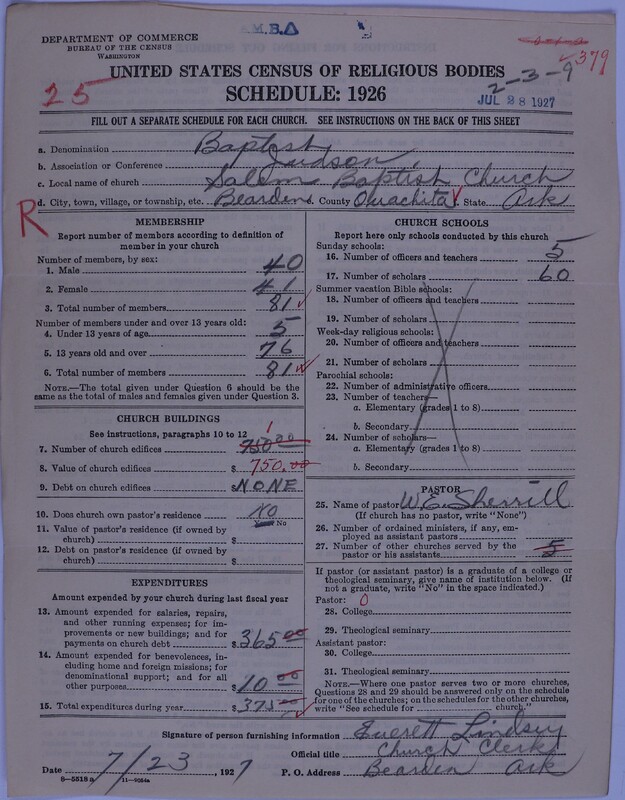 DEPARTMENT OF COMMERCE
BUREAU OF THE CENSUS
WASHINGTON
M.B.
379
25
UNITED STATES CENSUS OF RELIGIOUS BODIES
2-3-9
SCHEDULE: 1926
JUL 28 1927
FILL OUT A SEPARATE SCHEDULE FOR EACH CHURCH. SEE INSTRUCTIONS ON THE BACK OF THIS SHEET
a. Denomination Baptist
b. Association or Conference Judson
c. Local name of church Salem Baptist Church
d. City, town, village, or township, etc. Bearden d. County Ouachita State Ark
R
MEMBERSHIP
Report number of members according to definition of
member in your church
Number of members, by sex:
1. Male 40
2. Female 41
3. Total number of members 81
Number of members under and over 13 years old:
4. Under 13 years of age 5
5. 13 years old and over 76
6. Total number of members 81
NOTE.—The total given under Question 6 should be
the same as the total of males and females given under Question 3.
CHURCH BUILDINGS
See instructions, paragraphs 10 to 12
1
7. Number of church edifices 750.00
8. Value of church edifices $ 750.00
9. Debt on church edifices $ NONE
10. Does church own pastor's residence? No
No
11. Value of pastor's residence (if owned by
church) $
12. Debt on pastor's residence (if owned by
church) $
EXPENDITURES
Amount expended by your church during last fiscal year
13. Amount expended for salaries, repairs,
and other running expenses; for im-
provements or new buildings; and for
payments on church debt $ 365.00
14. Amount expended for benevolences, in-
cluding home and foreign missions; for
denominational support; and for all
other purposes $ 10.00
15. Total expenditures during year $ 375.00
CHURCH SCHOOLS
Report here only schools conducted by this church
Sunday schools:
16. Number of officers and teachers 5
17. Number of scholars 60
Summer vacation Bible schools:
18. Number of officers and teachers
19. Number of scholars
Week-day religious schools:
20. Number of officers and teachers
21. Number of scholars
Parochial schools:
22. Number of administrative officers
23. Number of teachers—
a. Elementary (grades 1 to 8)
b. Secondary
24. Number of scholars—
a. Elementary (grades 1 to 8)
b. Secondary
PASTOR
25. Name of pastor W.E. Sherrill
(If church has no pastor, write "None")
26. Number of ordained ministers, if any, em-
ployed as assistant pastors
27. Number of other churches served by the
pastor or his assistants 5
If pastor (or assistant pastor) is a graduate of a college or
theological seminary, give name of institution below. (If
not a graduate, write "No" in the space indicated.)
Pastor: 0
28. College
29. Theological seminary
Assistant pastor:
30. College
31. Theological seminary
NOTE.—Where one pastor serves two or more churches,
Questions 28 and 29 should be answered only on the schedule
for one of the churches; on the schedules for the other churches,
write "See schedule for church."
Signature of person furnishing information Everett Lindsey
Official title Church Clerk
Date 7/23, 1927 P. O. Address Bearden Ark
8-5518 a